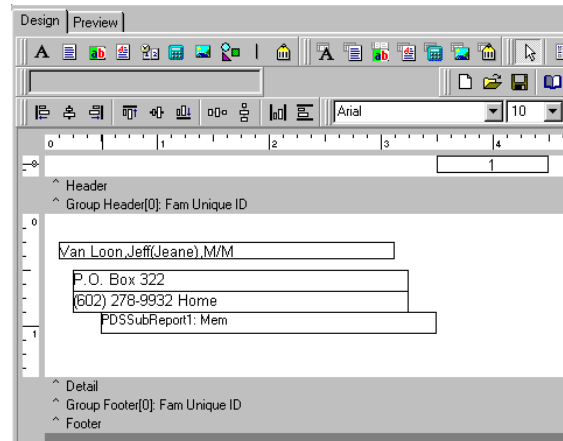 Design Preview
Arial 10
0 1 2 3 4
1
^ Header
^ Group Header[0]: Fam Unique ID
0
Van Loon,Jeff(Jeane),M/M
P.O. Box 322
(602) 278-9932 Home
PDSSubReport1: Mem
1
^ Detail
^ Group Footer[0]: Fam Unique ID
^ Footer